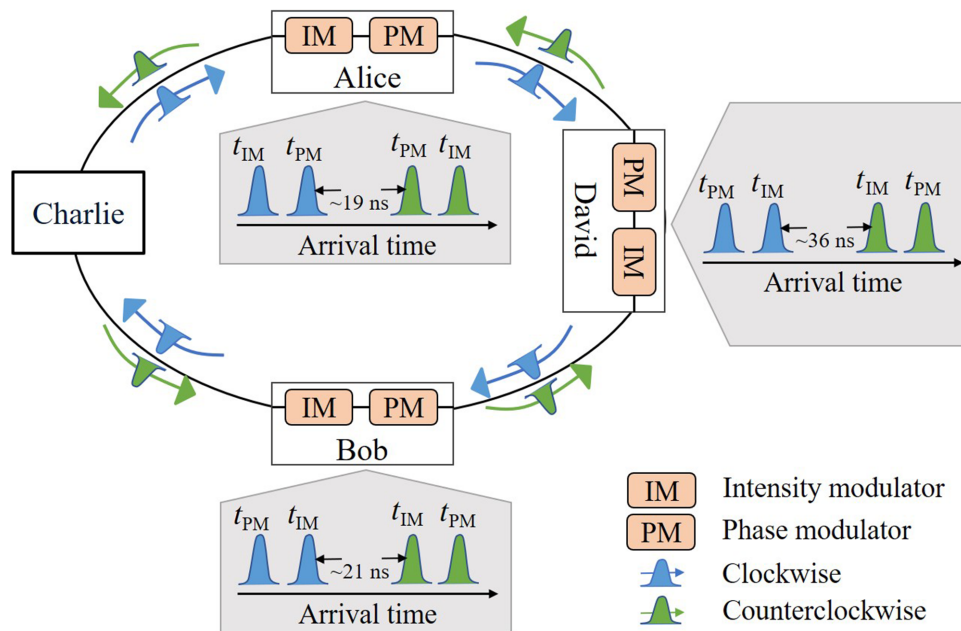 IM PM
Alice
t_IM t_PM t_PM t_IM
~19 ns
Arrival time
Charlie
PM
David
IM
t_PM t_IM t_IM t_PM
~36 ns
Arrival time
IM PM
Bob
t_PM t_IM t_IM t_PM
~21 ns
Arrival time
IM Intensity modulator
PM Phase modulator
Clockwise
Counterclockwise